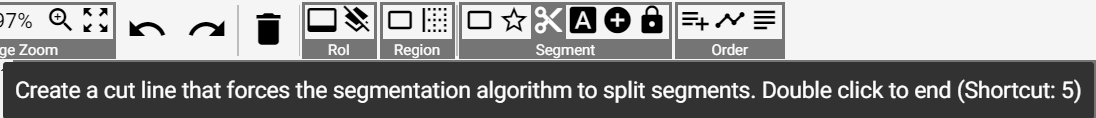 97%
ge Zoom
RoI
Region
A
Segment
Order
Create a cut line that forces the segmentation algorithm to split segments. Double click to end (Shortcut: 5)